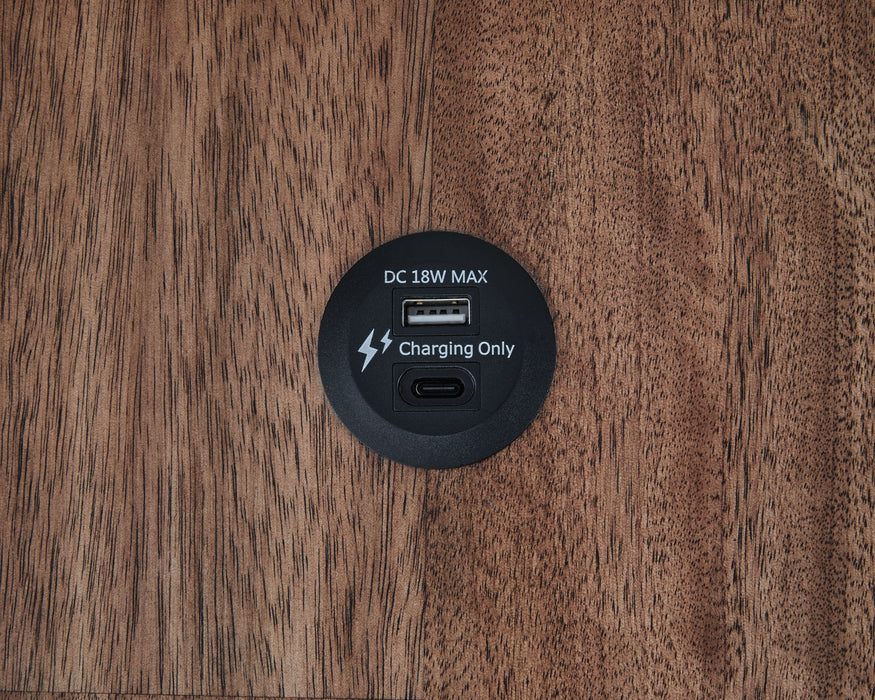 DC 18W MAX
Charging Only